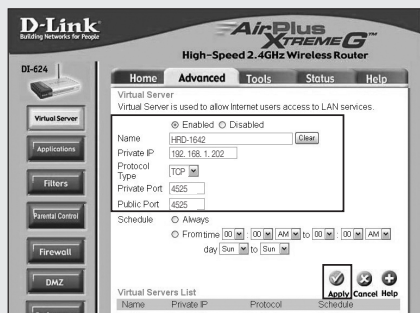 D-Link
Building Networks for People
AirPlus
XTREME G™
High-Speed 2.4GHz Wireless Router
DI-624
Home Advanced Tools Status Help
Virtual Server
Virtual Server is used to allow Internet users access to LAN services.
Virtual Server
Enabled Disabled
Name HRD-1642 Clear
Applications
Private IP 192. 168. 1. 202
Protocol
Type TCP
Filters
Private Port 4525
Public Port 4525
Parental Control
Schedule Always
From time 00 : 00 AM to 00 : 00 AM
Firewall
day Sun to Sun
DMZ
Apply Cancel Help
Virtual Servers List
Name Private IP Protocol Schedule